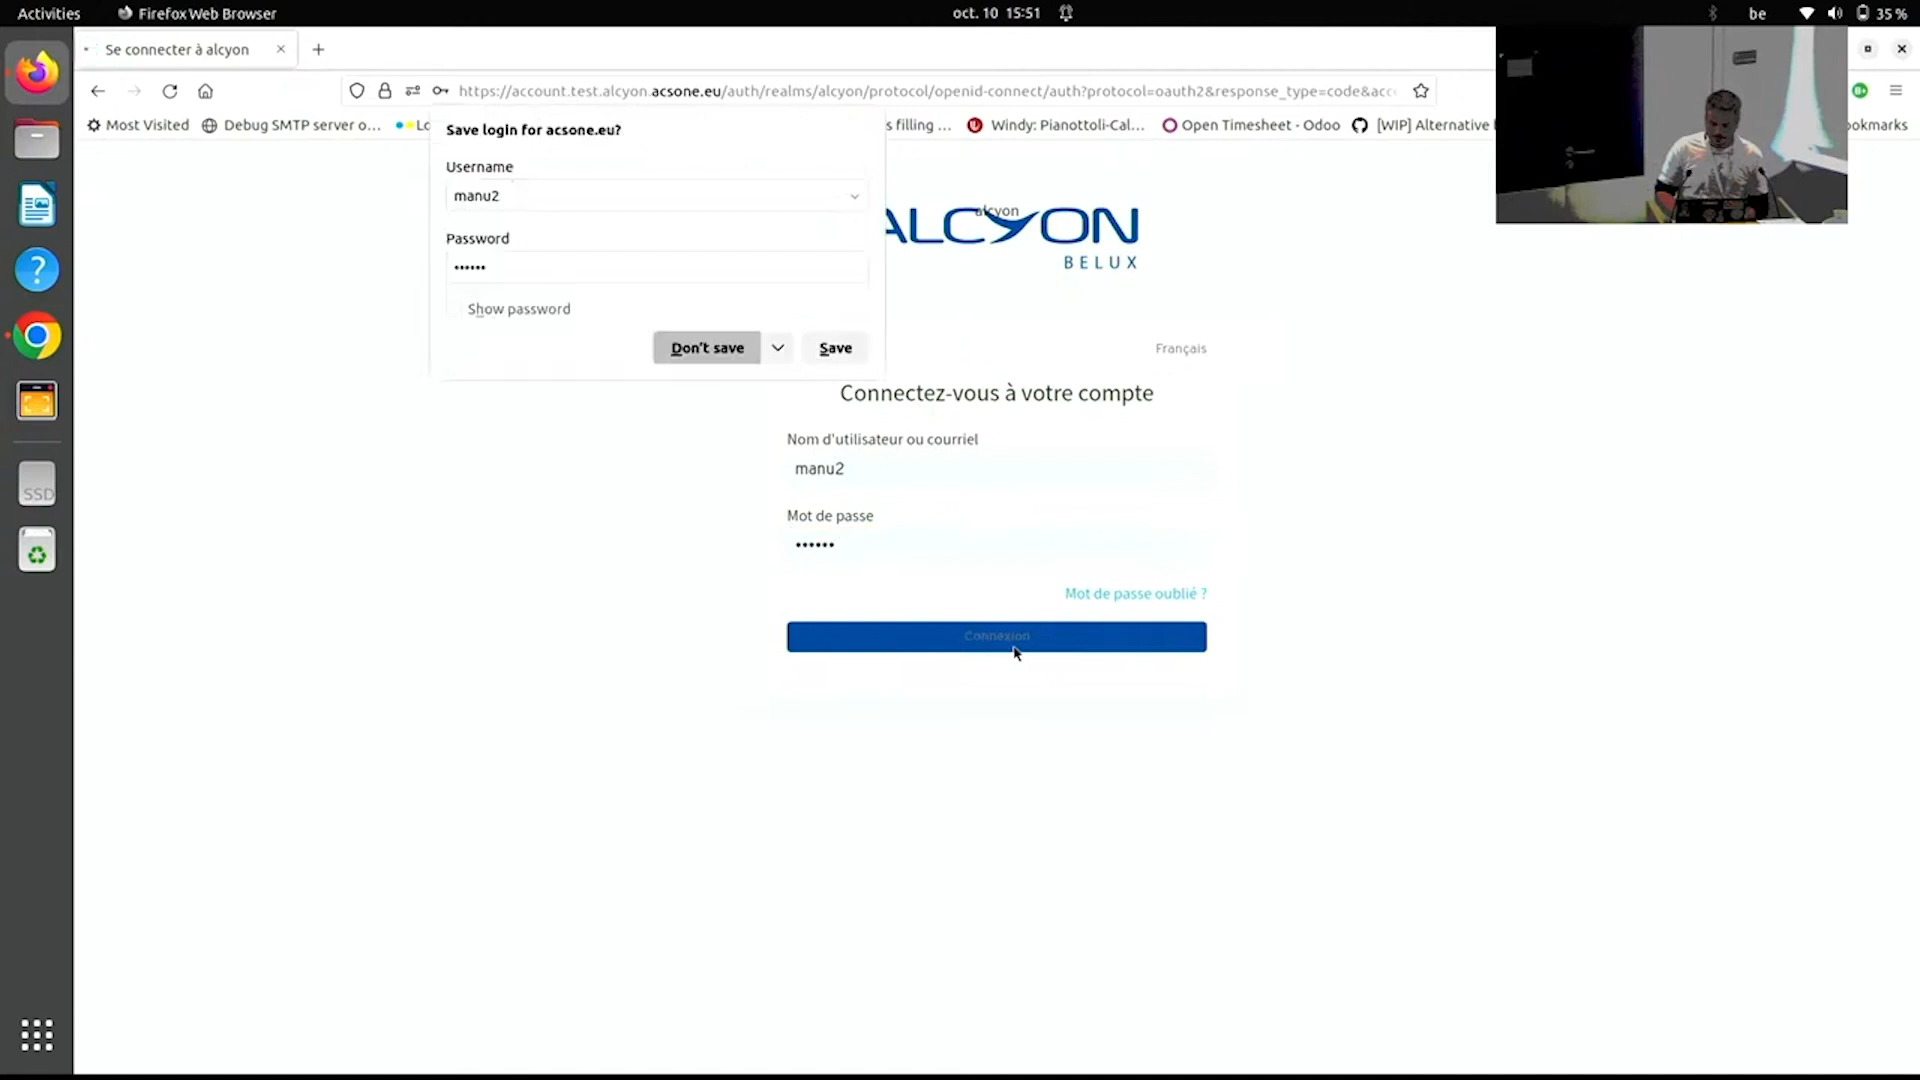 Activities
Firefox Web Browser
oct. 10 15:51
be
35 %
Se connecter à alcyon
https://account.test.alcyon.acsone.eu/auth/realms/alcyon/protocol/openid-connect/auth?protocol=oauth2&response_type=code&acc
Most Visited
Debug SMTP server o...
Lo
s filling ...
Windy: Pianottoli-Cal...
Open Timesheet - Odoo
[WIP] Alternative
ookmarks
Save login for acsone.eu?
Username
manu2
Password
••••••
Show password
Don't save
Save
alcyon
ALCYON
BELUX
Français
Connectez-vous à votre compte
Nom d'utilisateur ou courriel
manu2
Mot de passe
••••••
Mot de passe oublié ?
Connexion
SSD